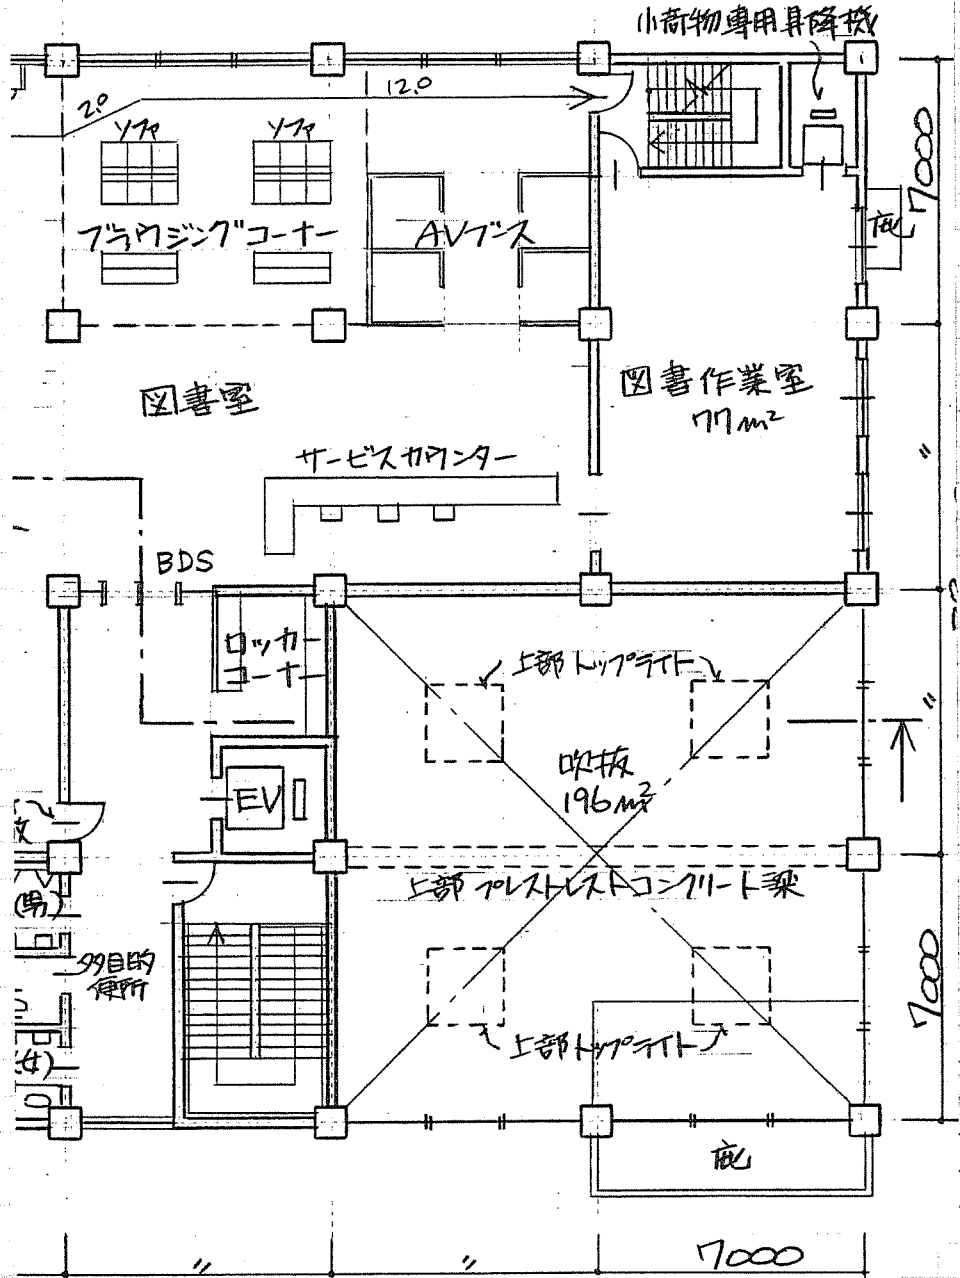 小荷物専用昇降機
2.0
12.0
ソファ
ソファ
7000
ブラウジングコーナー
AVブース
庇
図書室
図書作業室
77m²
〃
サービスカウンター
BDS
ロッカー
コーナー
上部トップライト
〃
吹抜
196m²
EV
上部 プレストレストコンクリート梁
(男)
多目的
便所
7000
(女)
上部トップライト
庇
〃
〃
7000